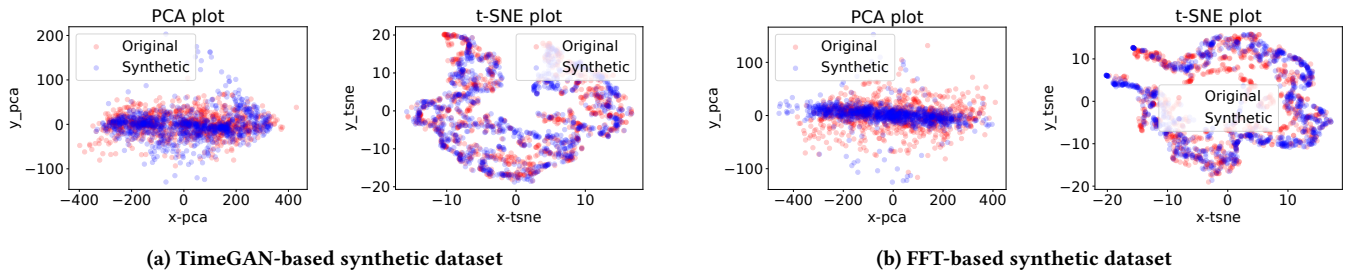 PCA plot
Original
Synthetic
200
100
0
−100
−400
−200
0
200
400
y_pca
x-pca
t-SNE plot
Original
Synthetic
20
10
0
−10
−20
−10
0
10
y_tsne
x-tsne
(a) TimeGAN-based synthetic dataset
PCA plot
Original
Synthetic
100
0
−100
−400
−200
0
200
400
y_pca
x-pca
t-SNE plot
Original
Synthetic
10
0
−10
−20
−20
−10
0
10
y_tsne
x-tsne
(b) FFT-based synthetic dataset